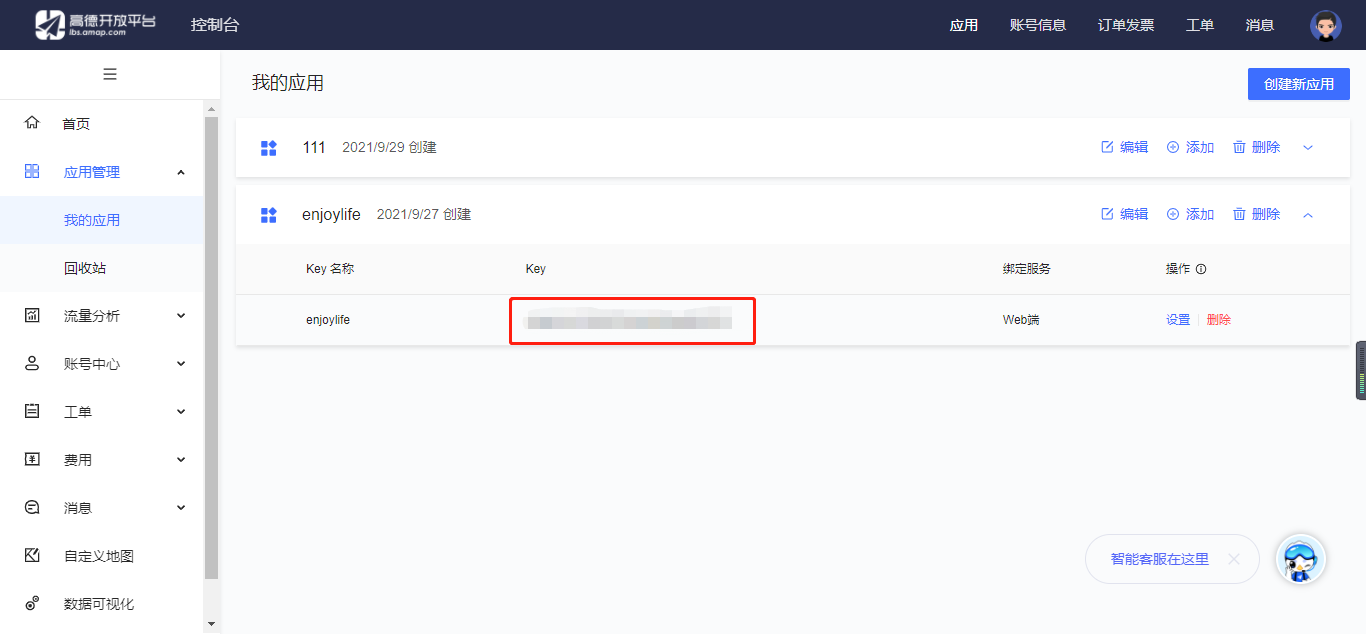 高德开放平台 控制台 应用 账号信息 订单发票 工单 消息
lbs.amap.com
我的应用 创建新应用
首页
应用管理
我的应用
回收站
流量分析
账号中心
工单
费用
消息
自定义地图
数据可视化
111 2021/9/29 创建 编辑 添加 删除
enjoylife 2021/9/27 创建 编辑 添加 删除
Key 名称 Key 绑定服务 操作
enjoylife Web端 设置 删除
智能客服在这里